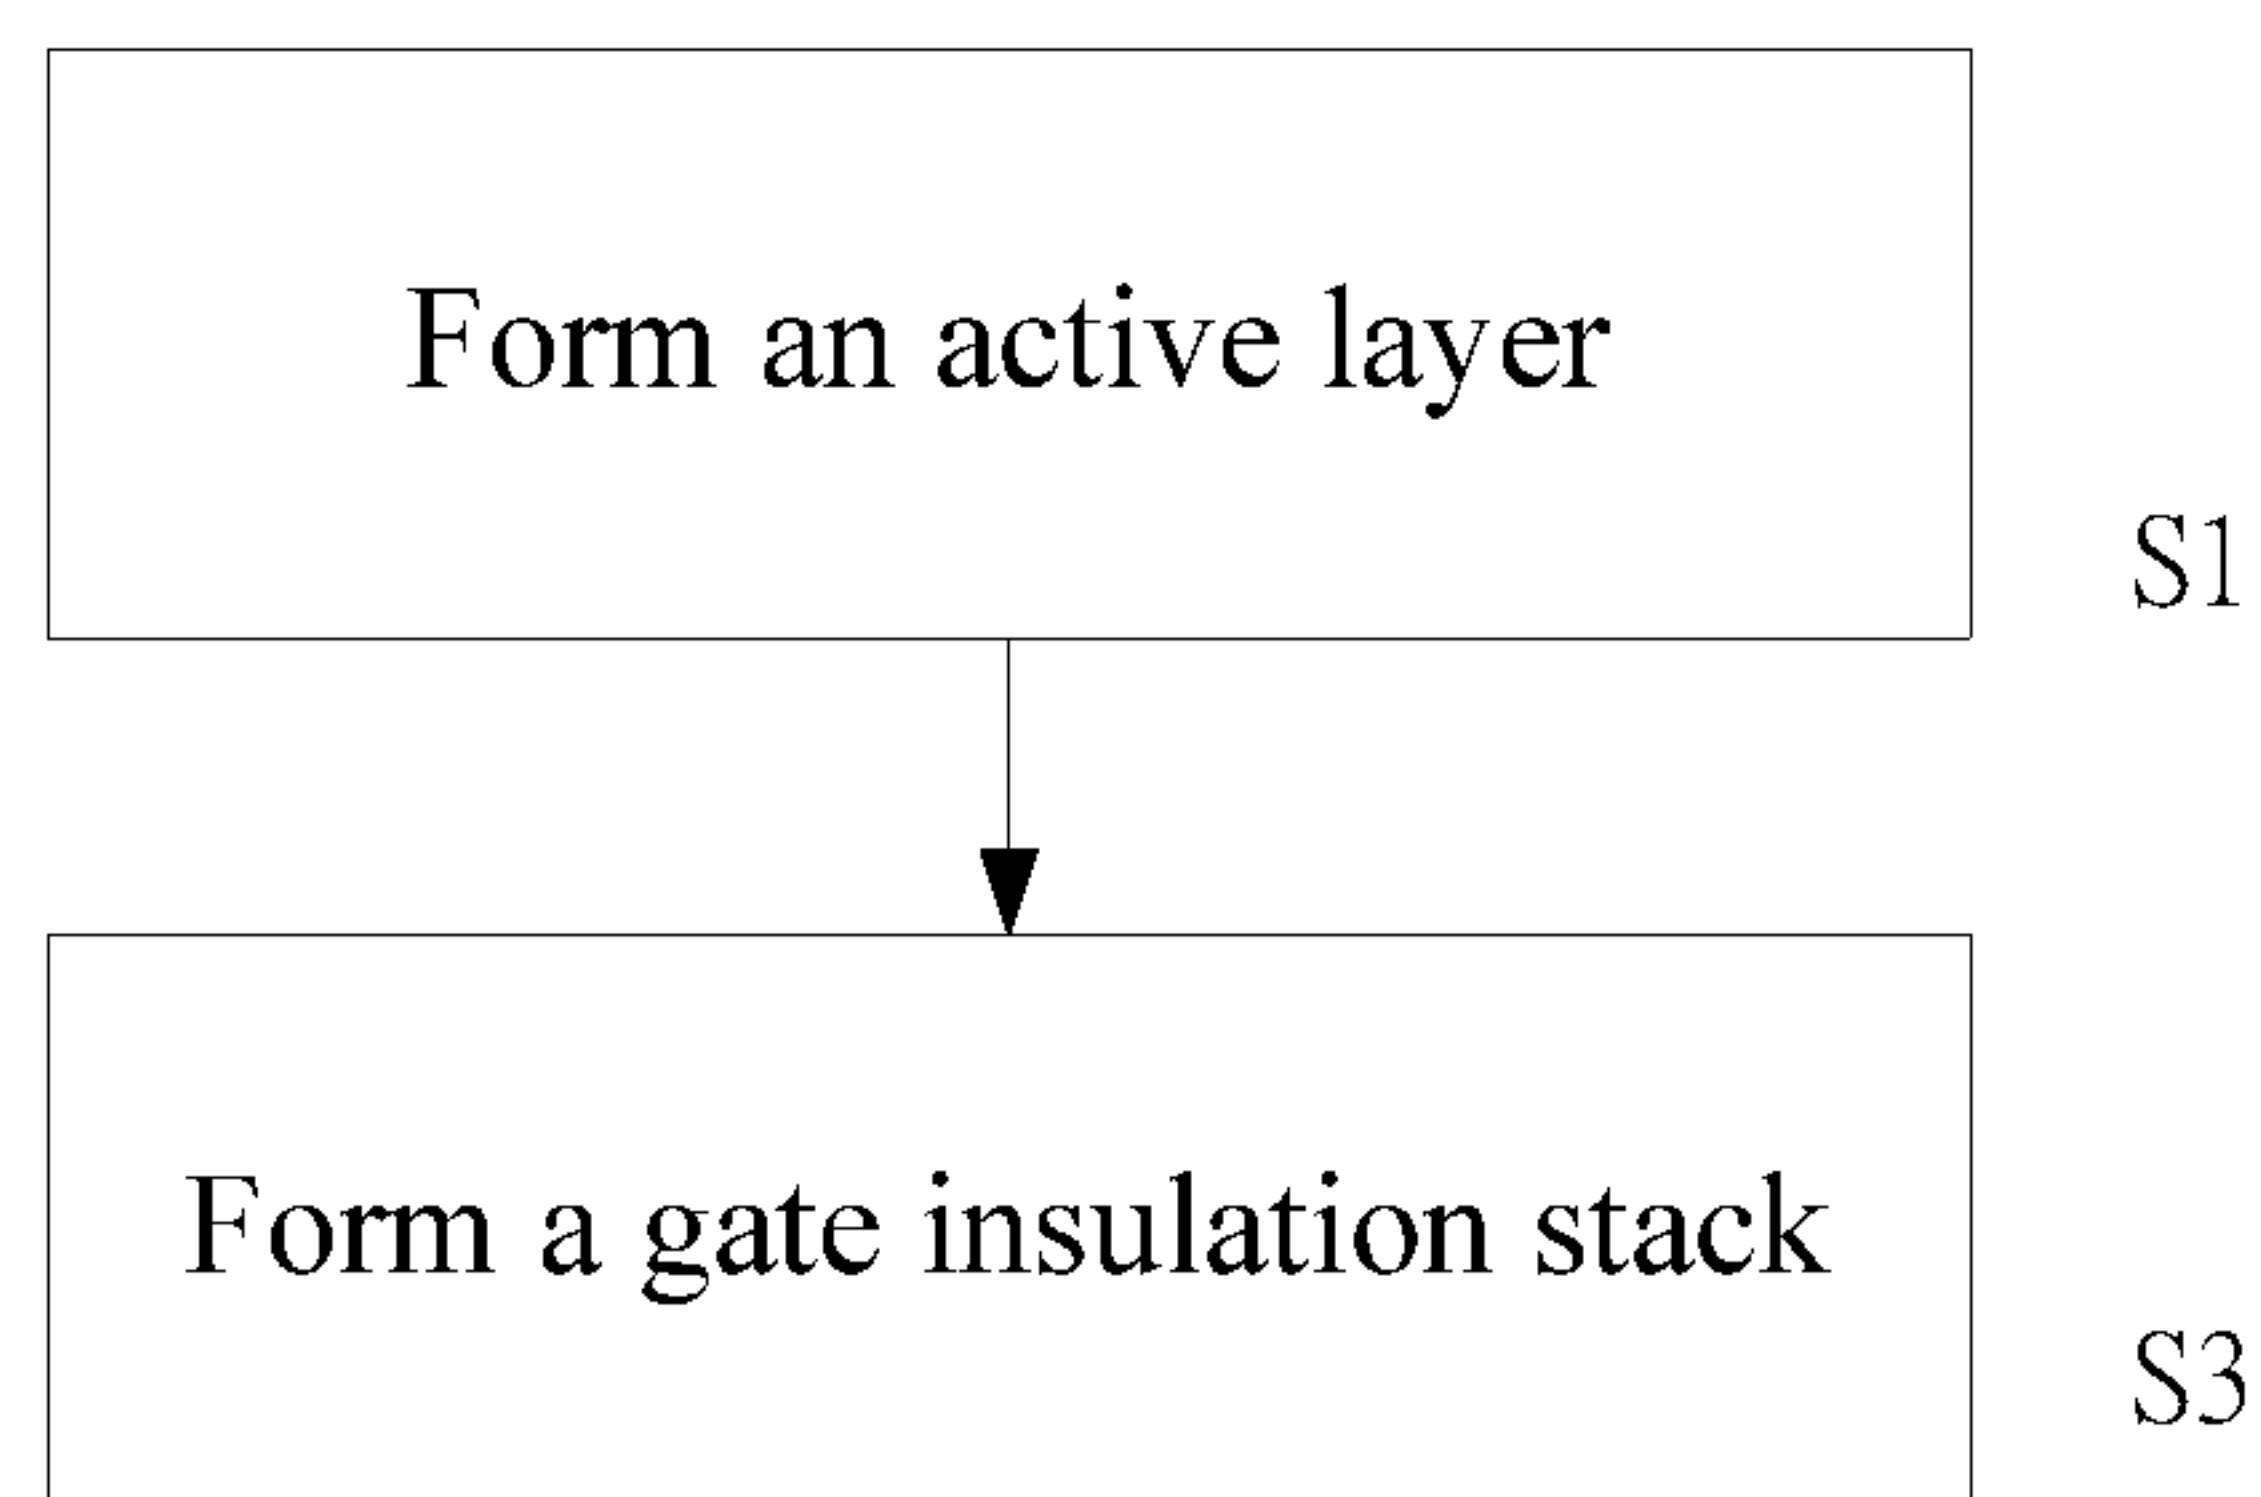 Form an active layer
S1
Form a gate insulation stack
S3